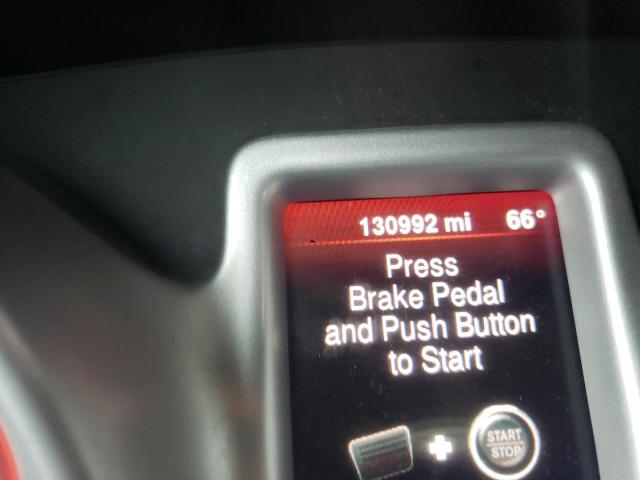 130992 mi 66°
Press
Brake Pedal
and Push Button
to Start
START
STOP